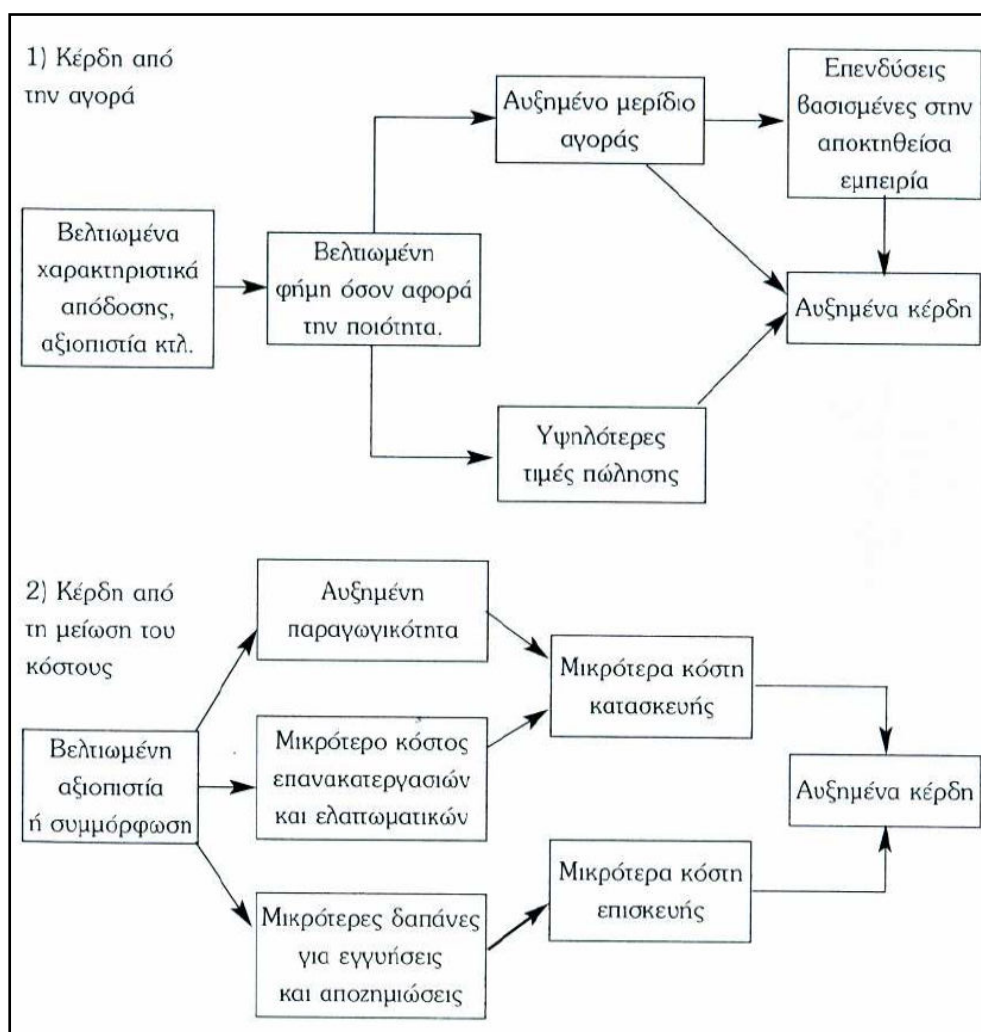 1) Κέρδη από
την αγορά
Βελτιωμένα
χαρακτηριστικά
απόδοσης,
αξιοπιστία κτλ.
Βελτιωμένη
φήμη όσον αφορά
την ποιότητα.
Αυξημένο μερίδιο
αγοράς
Επενδύσεις
βασισμένες στην
αποκτηθείσα
εμπειρία
Υψηλότερες
τιμές πώλησης
Αυξημένα κέρδη
2) Κέρδη από
τη μείωση του
κόστους
Βελτιωμένη
αξιοπιστία
ή συμμόρφωση
Αυξημένη
παραγωγικότητα
Μικρότερο κόστος
επανακατεργασιών
και ελαττωματικών
Μικρότερες δαπάνες
για εγγυήσεις
και αποζημιώσεις
Μικρότερα κόστη
κατασκευής
Μικρότερα κόστη
επισκευής
Αυξημένα κέρδη